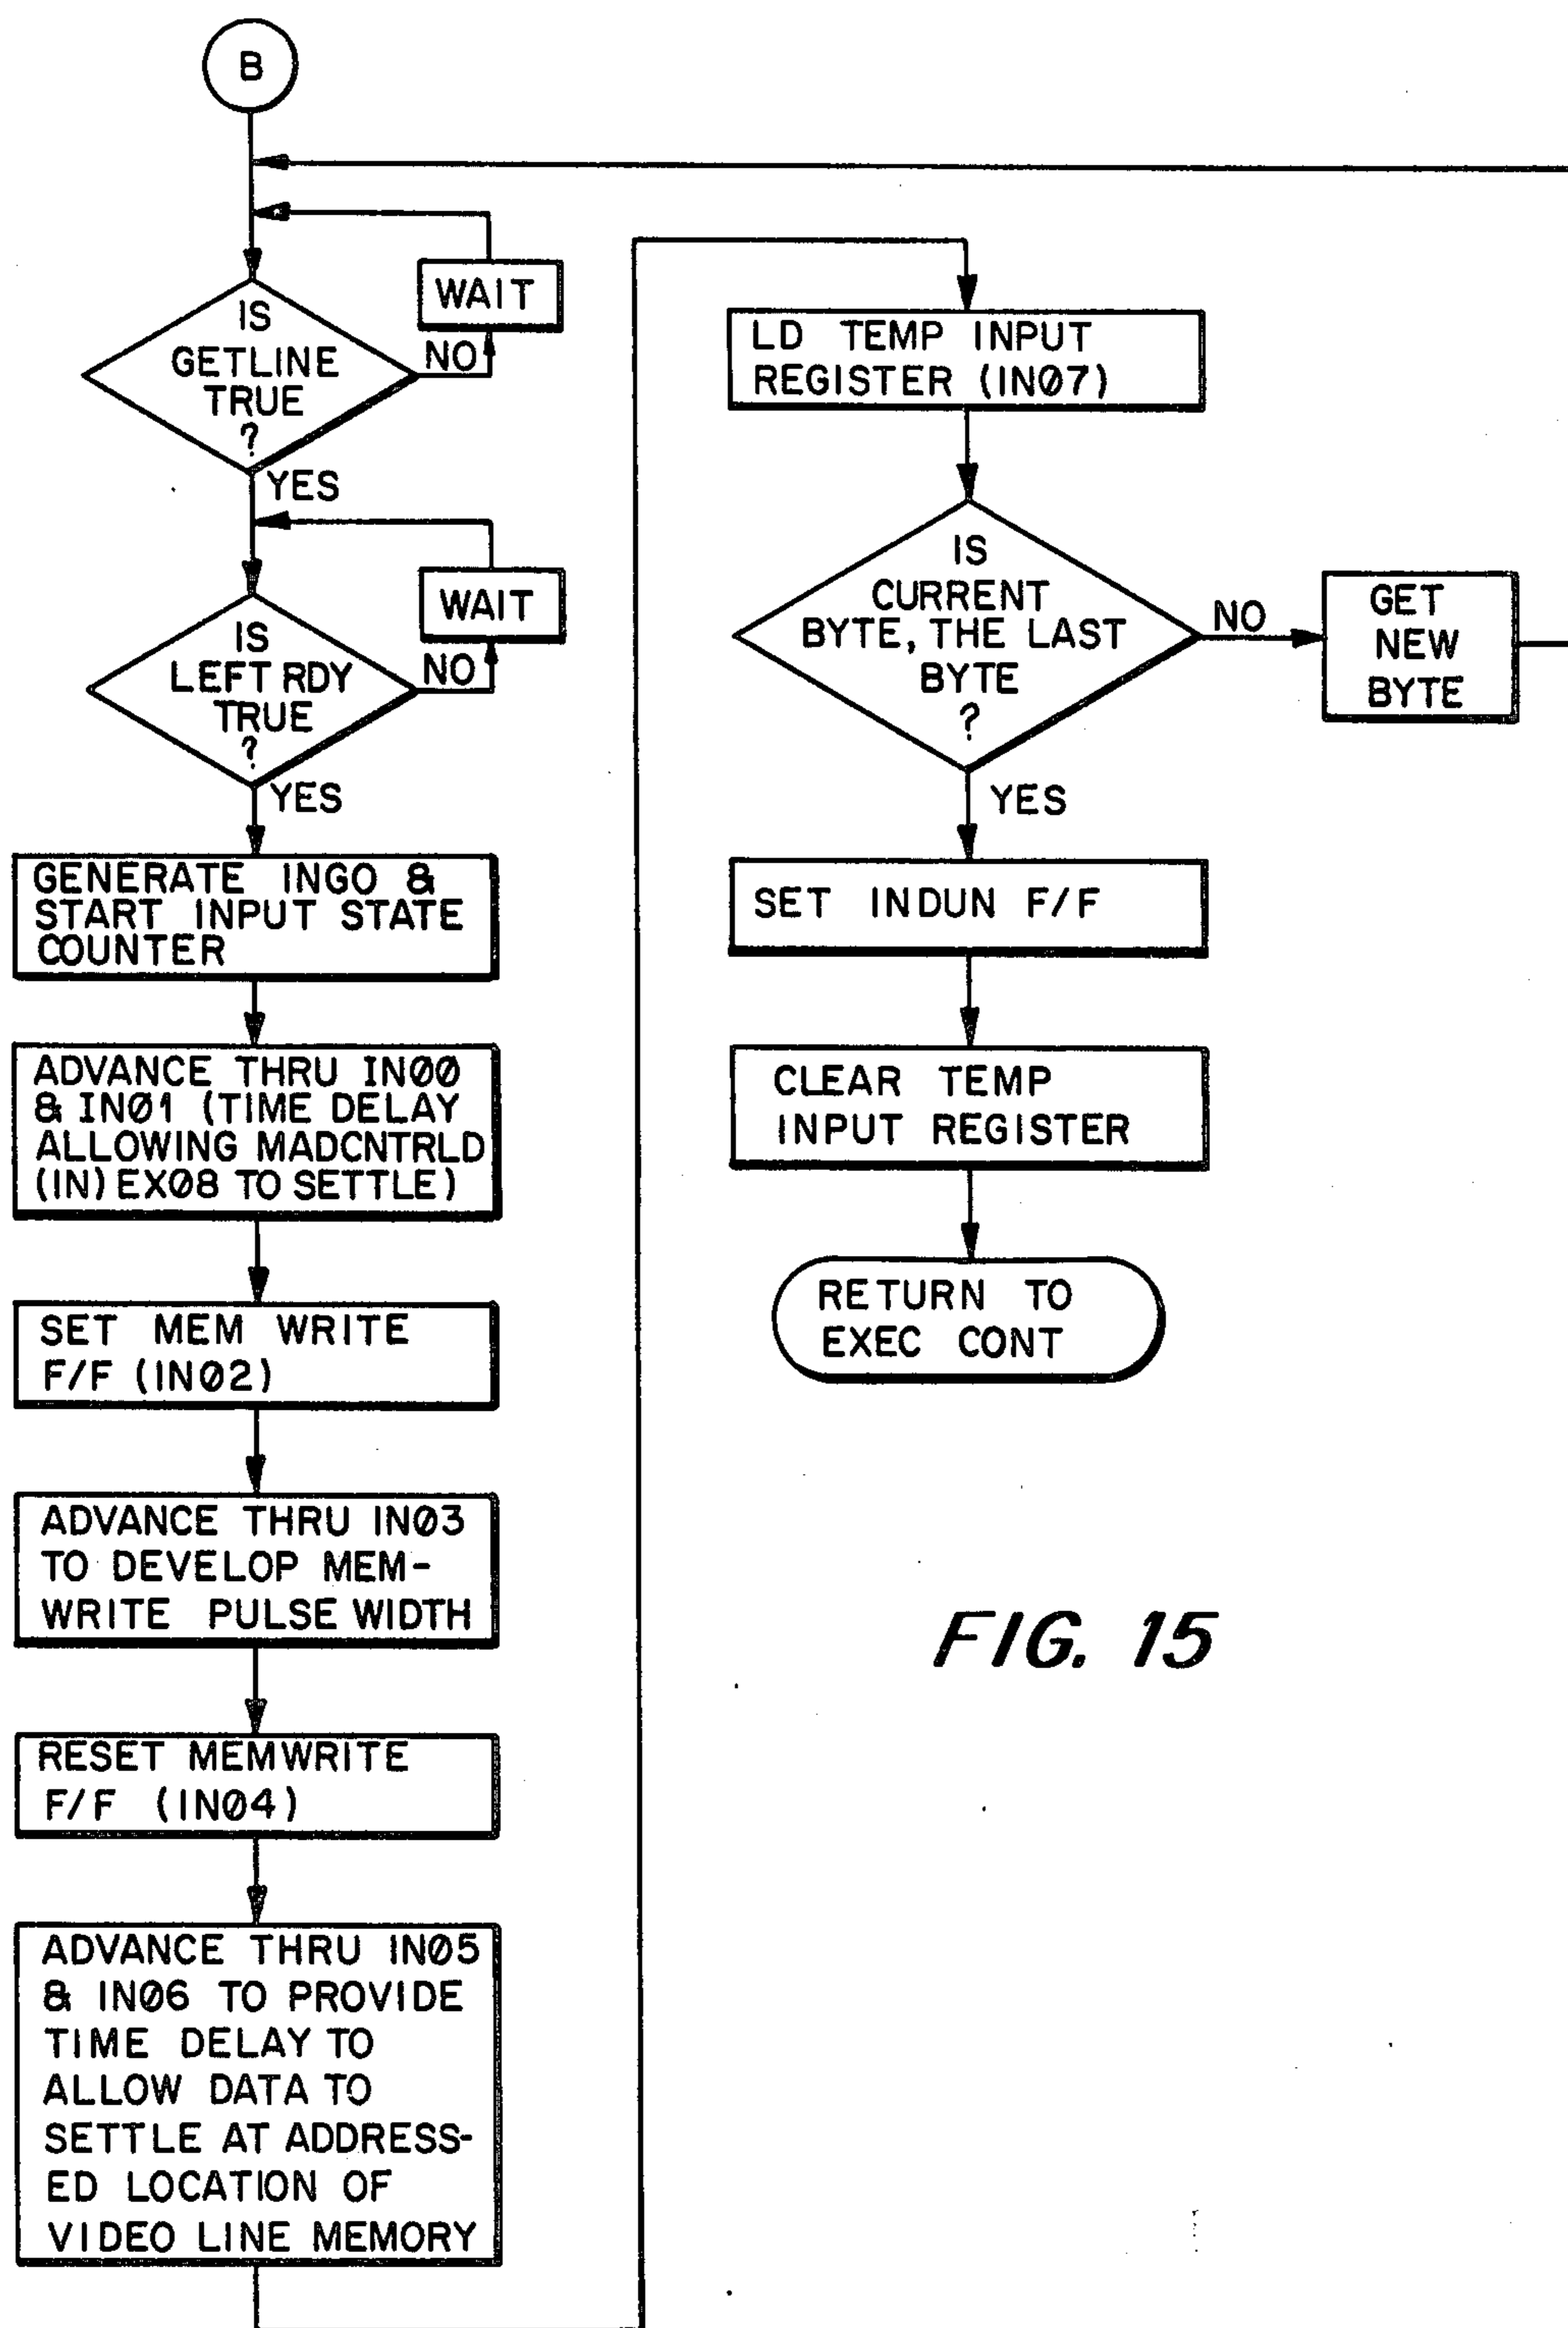 B
IS
GETLINE
TRUE
?
NO
WAIT
YES
IS
LEFT RDY
TRUE
?
NO
WAIT
YES
GENERATE INGO &
START INPUT STATE
COUNTER
ADVANCE THRU INØØ
& INØ1 (TIME DELAY
ALLOWING MADCNTRLD
(IN) EXØ8 TO SETTLE)
SET MEM WRITE
F/F (INØ2)
ADVANCE THRU INØ3
TO DEVELOP MEM-
WRITE PULSE WIDTH
RESET MEMWRITE
F/F (INØ4)
ADVANCE THRU INØ5
& INØ6 TO PROVIDE
TIME DELAY TO
ALLOW DATA TO
SETTLE AT ADDRESS-
ED LOCATION OF
VIDEO LINE MEMORY
LD TEMP INPUT
REGISTER (INØ7)
IS
CURRENT
BYTE, THE LAST
BYTE
?
NO
GET
NEW
BYTE
YES
SET INDUN F/F
CLEAR TEMP
INPUT REGISTER
RETURN TO
EXEC CONT
FIG. 15